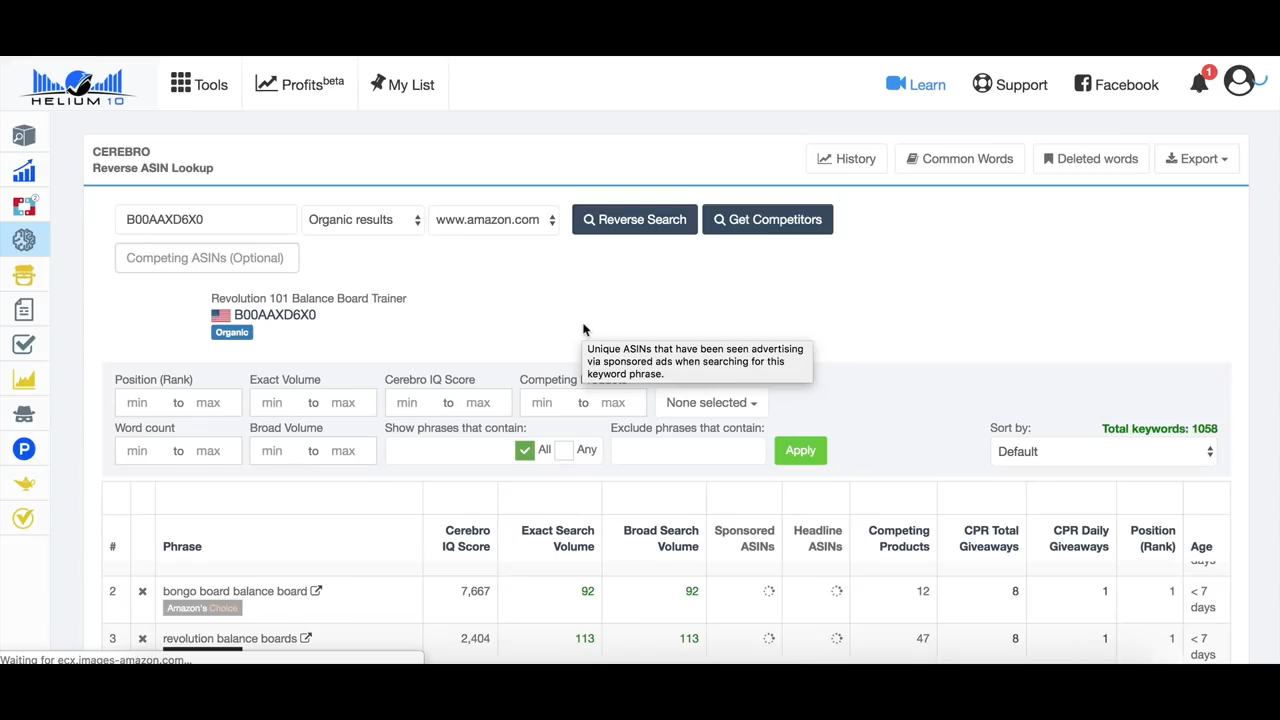 HELIUM 10
Tools
Profits beta
My List
Learn
Support
Facebook
1
2
CEREBRO
Reverse ASIN Lookup
History
Common Words
Deleted words
Export
B00AAXD6X0
Organic results
www.amazon.com
Reverse Search
Get Competitors
Competing ASINs (Optional)
Revolution 101 Balance Board Trainer
B00AAXD6X0
Organic
Unique ASINs that have been seen advertising
via sponsored ads when searching for this
keyword phrase.
Position (Rank) Exact Volume Cerebro IQ Score Competing
min to max min to max min to max min to max None selected
Word count Broad Volume Show phrases that contain: Exclude phrases that contain: Sort by: Total keywords: 1058
min to max min to max All Any Apply Default
# Phrase Cerebro IQ Score Exact Search Volume Broad Search Volume Sponsored ASINs Headline ASINs Competing Products CPR Total Giveaways CPR Daily Giveaways Position (Rank) Age
days
2 bongo board balance board 7,667 92 92 12 8 1 1 < 7 days
Amazon's Choice
3 revolution balance boards 2,404 113 113 47 8 1 1 < 7 days
Waiting for ecx.images-amazon.com...
P